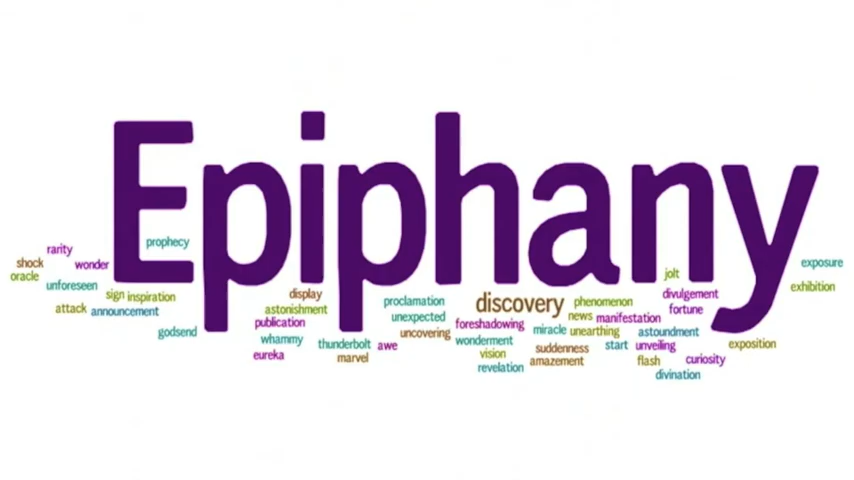 Epiphany
prophecy
rarity
shock
wonder
oracle
unforeseen
sign
inspiration
attack
announcement
godsend
display
astonishment
publication
whammy
eureka
thunderbolt
marvel
awe
proclamation
unexpected
uncovering
discovery
foreshadowing
wonderment
vision
revelation
miracle
suddenness
amazement
phenomenon
news
manifestation
unearthing
start
jolt
divulgement
fortune
astoundment
unveiling
flash
curiosity
divination
exposure
exhibition
exposition